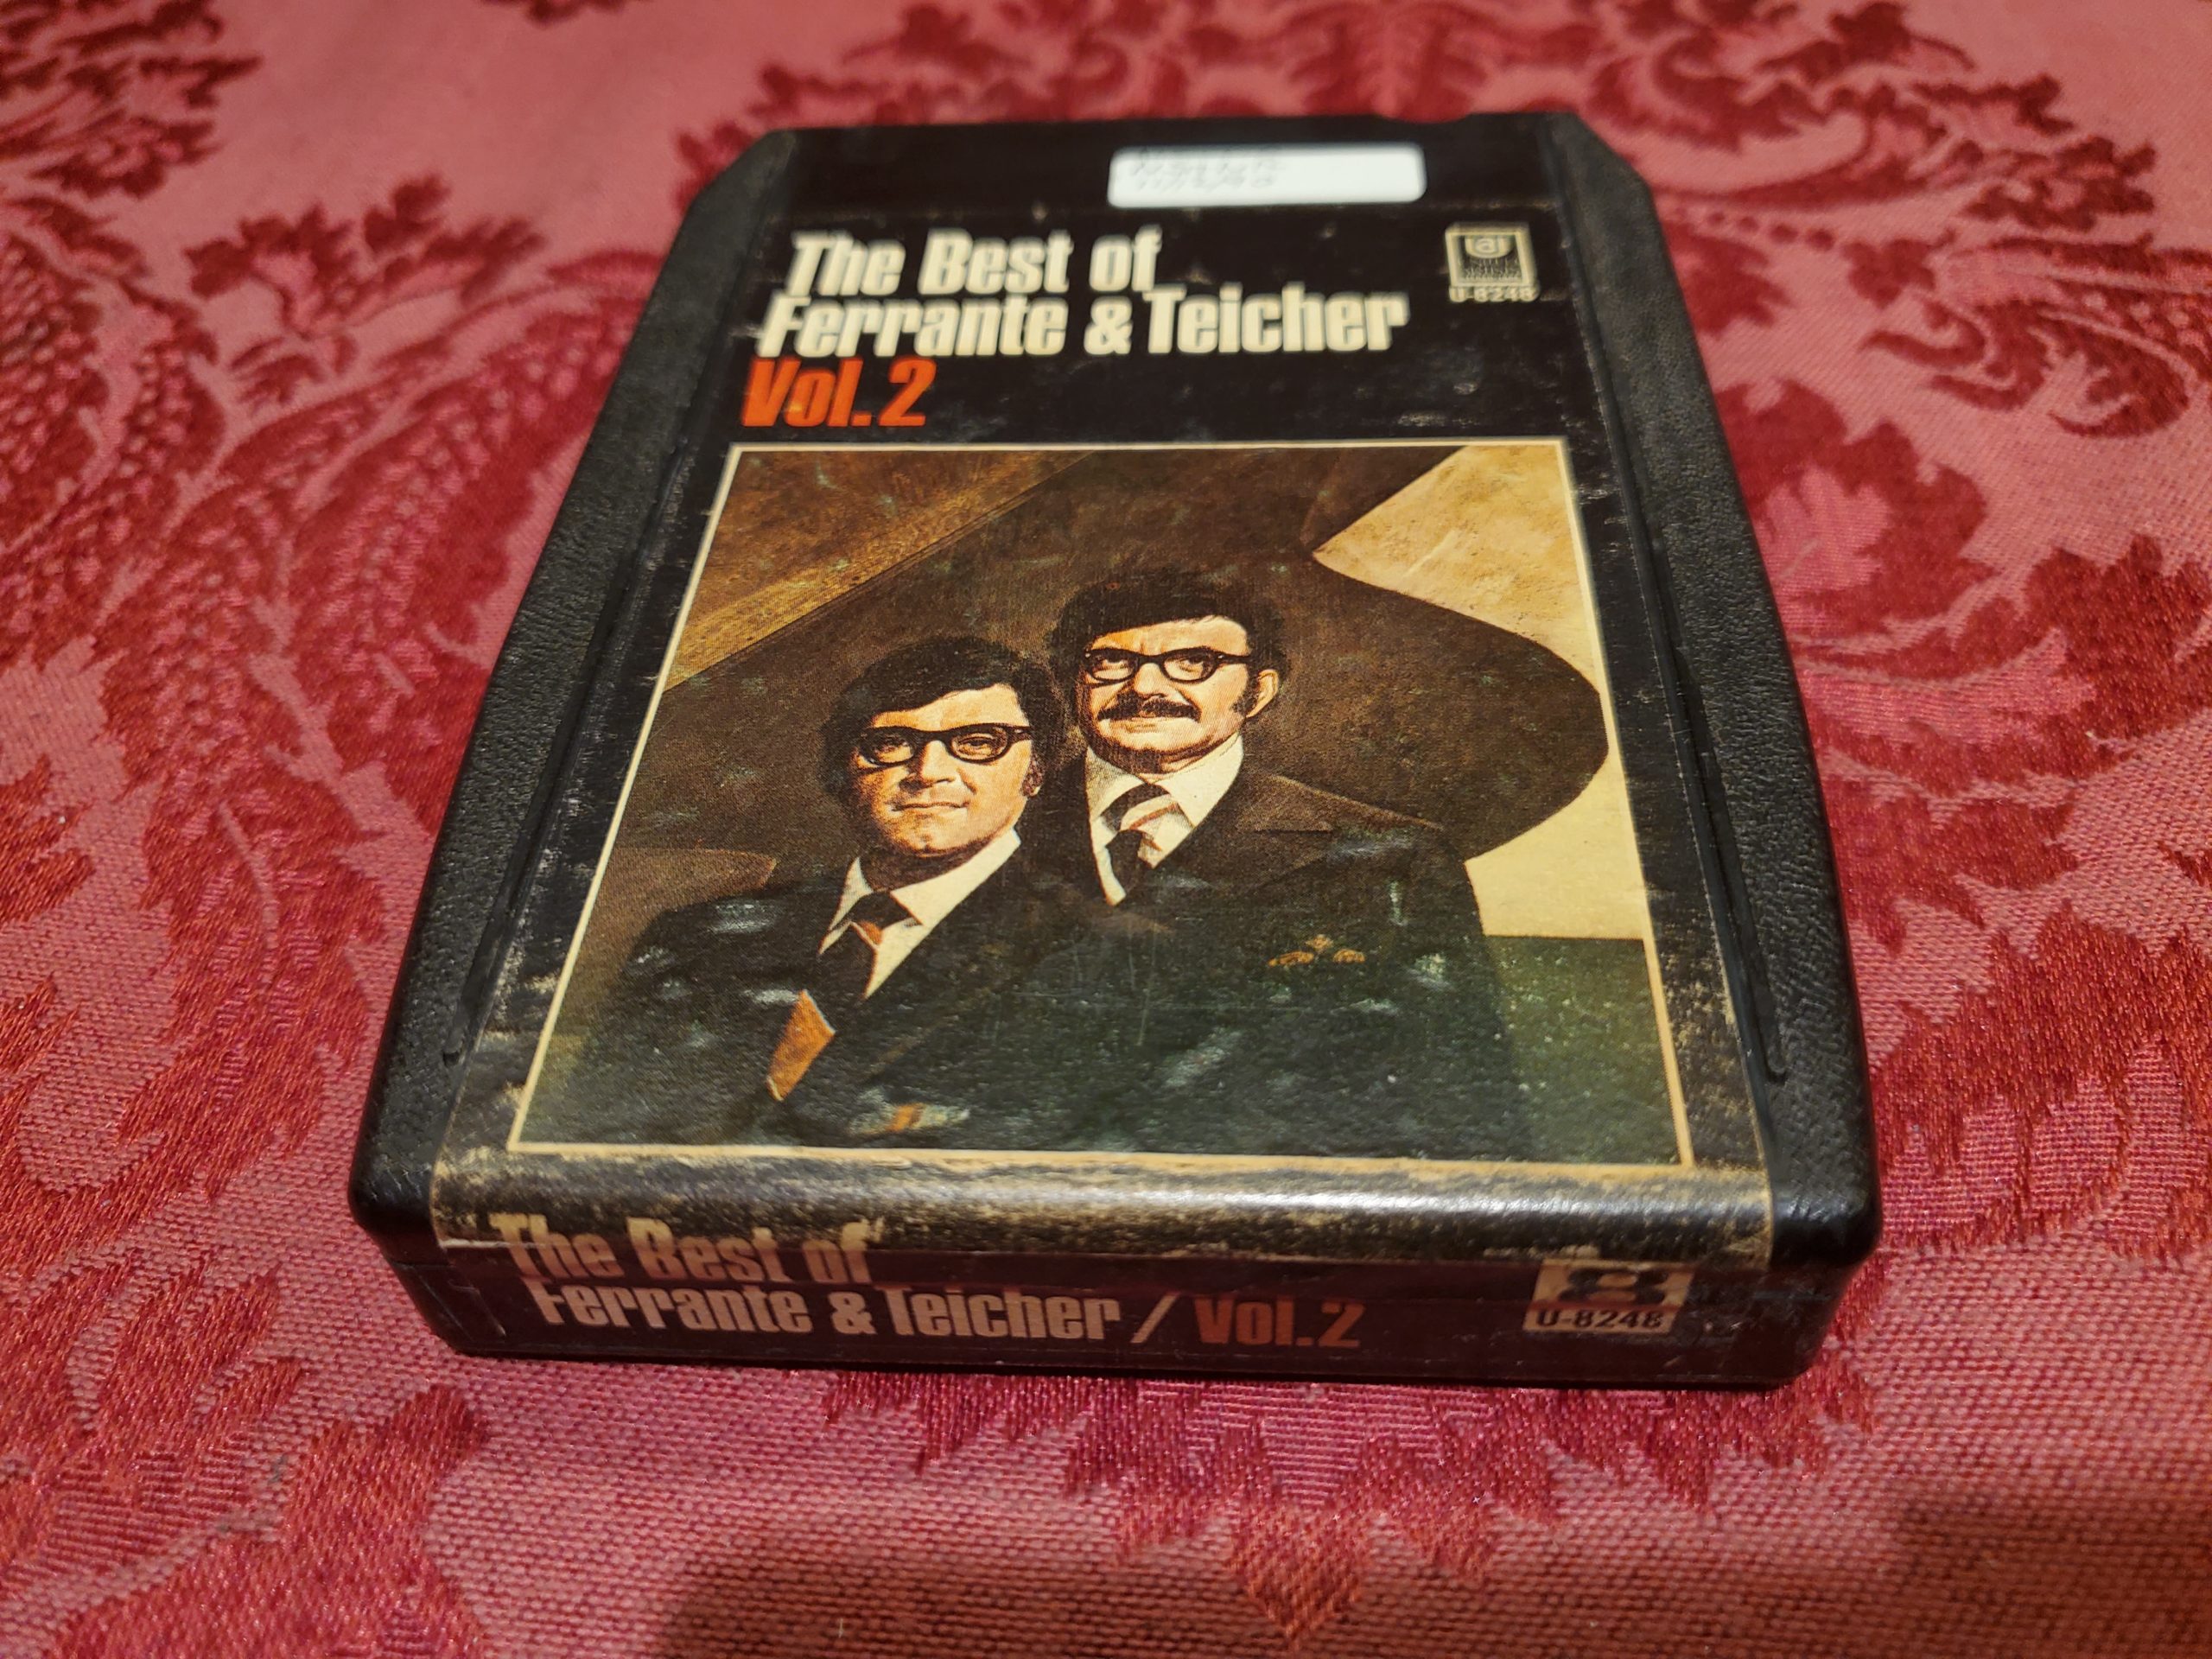 The Best of
Ferrante & Teicher
Vol.2
U-8248
The Best of
Ferrante & Teicher / Vol.2
U-8248